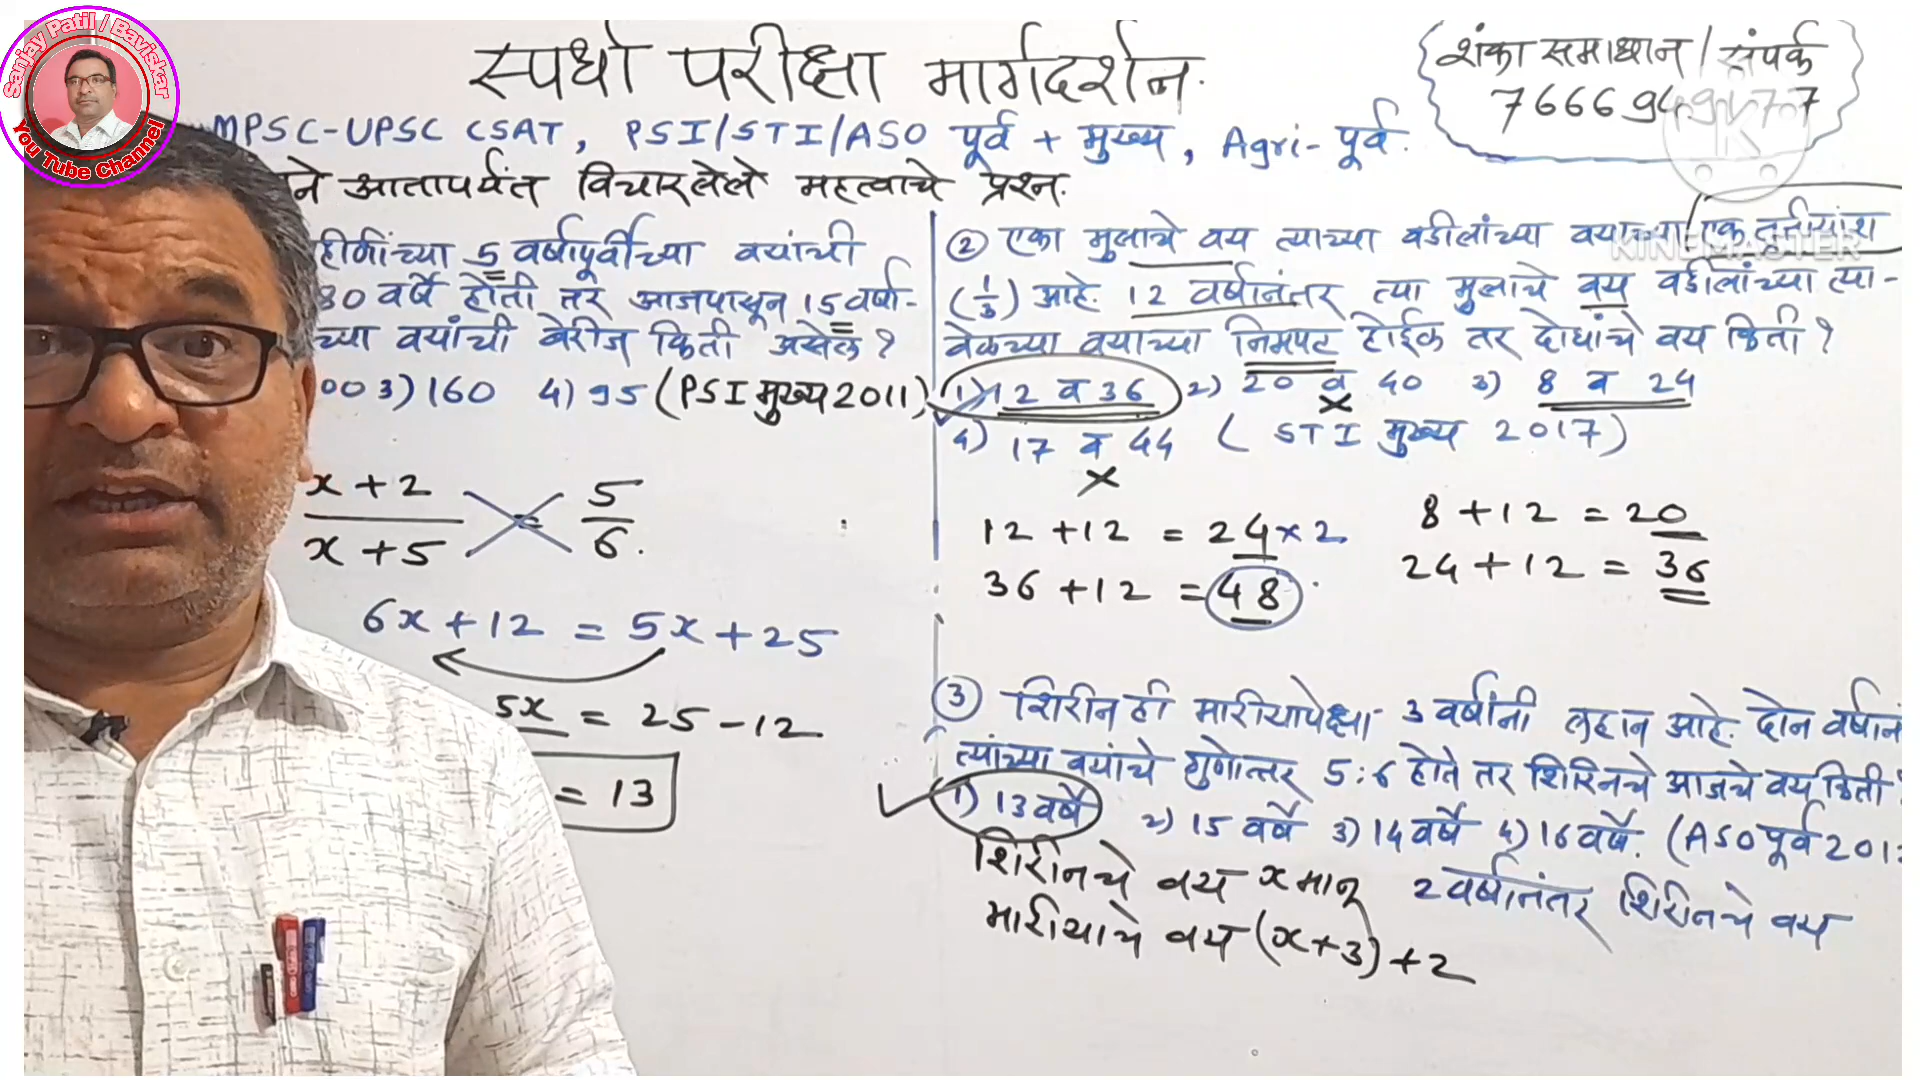 Sanjay Patil / Baviskar
You Tube Channel
स्पर्धा परीक्षा मार्गदर्शन.
शंका समाधान / संपर्क
7666949177
MPSC-UPSC CSAT, PSI/STI/ASO पूर्व + मुख्य, Agri-पूर्व.
ने आतापर्यंत विचारलेले महत्वाचे प्रश्न.
KINEMASTER
5 वर्षापूर्वीच्या वयांची
80 वर्षे होती तर आजपासून 15 वर्षा-
च्या वयांची बेरीज किती असेल?
00 3) 160 4) 95 (PSI मुख्य 2011)
x+2 / x+5 = 5/6.
6x+12 = 5x+25
5x = 25-12
= 13
② एका मुलाचे वय त्याच्या वडीलांच्या वयाच्या एक तृतीयांश
(1/3) आहे. 12 वर्षानंतर त्या मुलाचे वय वडीलांच्या त्या-
वेळच्या वयाच्या निमपट होईल तर दोघांचे वय किती?
1) 12 व 36 2) 20 व 40 3) 8 व 24
4) 17 व 44 (STI मुख्य 2017)
12+12 = 24×2
36+12 = 48
8+12 = 20
24+12 = 36
③ शिरीन ही मारीयापेक्षा 3 वर्षांनी लहान आहे. दोन वर्षानं
त्यांच्या वयांचे गुणोत्तर 5:6 होते तर शिरिनचे आजचे वय किती?
1) 13 वर्षे 2) 15 वर्षे 3) 14 वर्षे 4) 16 वर्षे. (ASO पूर्व 201
शिरीनचे वय x मानू
मारीयाचे वय (x+3)+2
2 वर्षानंतर शिरिनचे वय